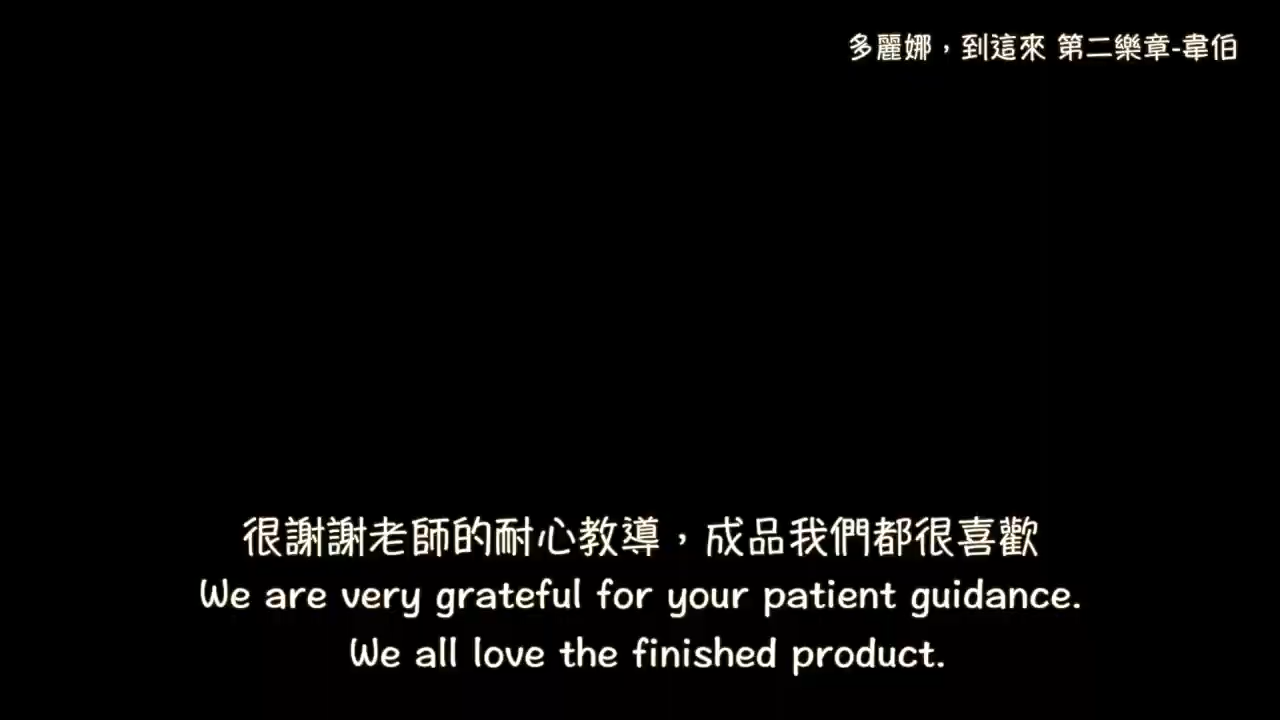 多麗娜，到這來 第二樂章-韋伯
很謝謝老師的耐心教導，成品我們都很喜歡
We are very grateful for your patient guidance.
We all love the finished product.